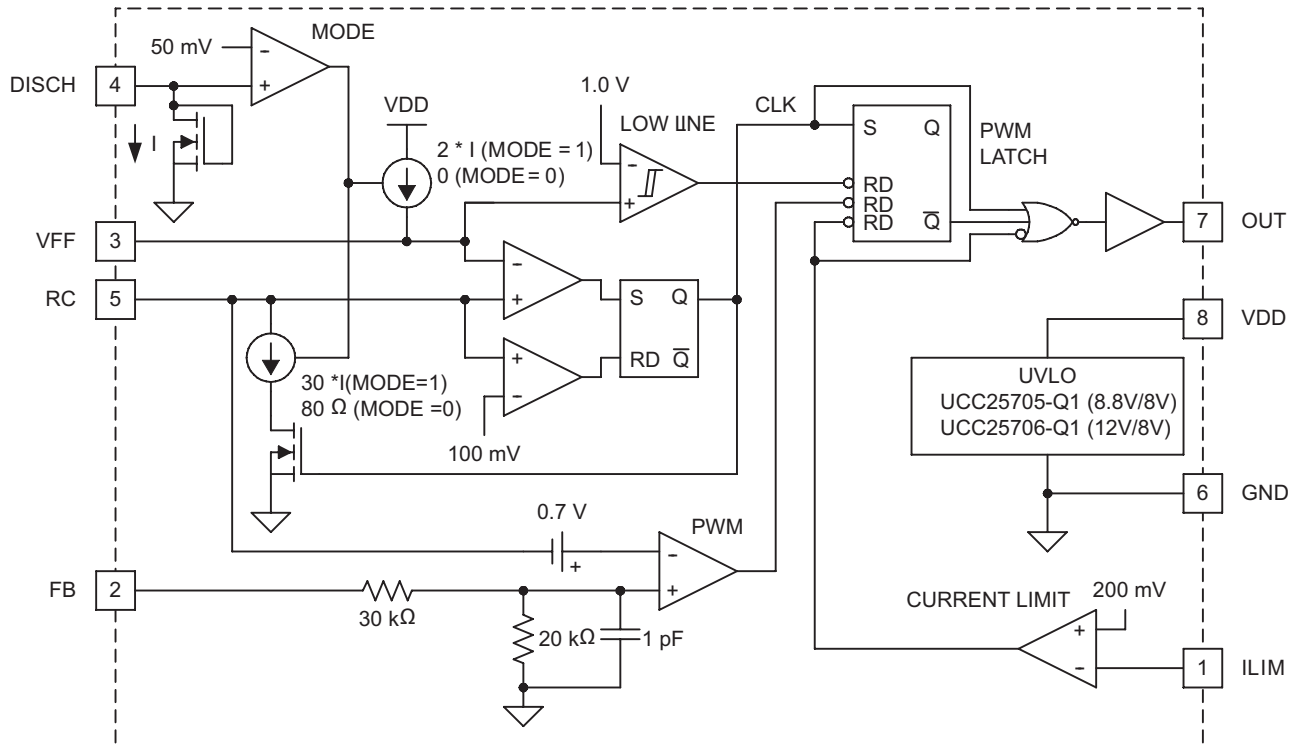 MODE
50 mV
-
+
DISCH
4
I
VDD
2 * I (MODE = 1)
0 (MODE = 0)
1.0 V
LOW LINE
-
+
CLK
S
Q
RD
RD
RD
Q
PWM
LATCH
7
OUT
VFF
3
RC
5
-
+
S
Q
RD
Q
+
-
30 *I(MODE=1)
80 Ω (MODE =0)
100 mV
8
VDD
UVLO
UCC25705-Q1 (8.8V/8V)
UCC25706-Q1 (12V/8V)
6
GND
0.7 V
+
PWM
-
+
FB
2
30 kΩ
20 kΩ
1 pF
CURRENT LIMIT
200 mV
+
-
1
ILIM